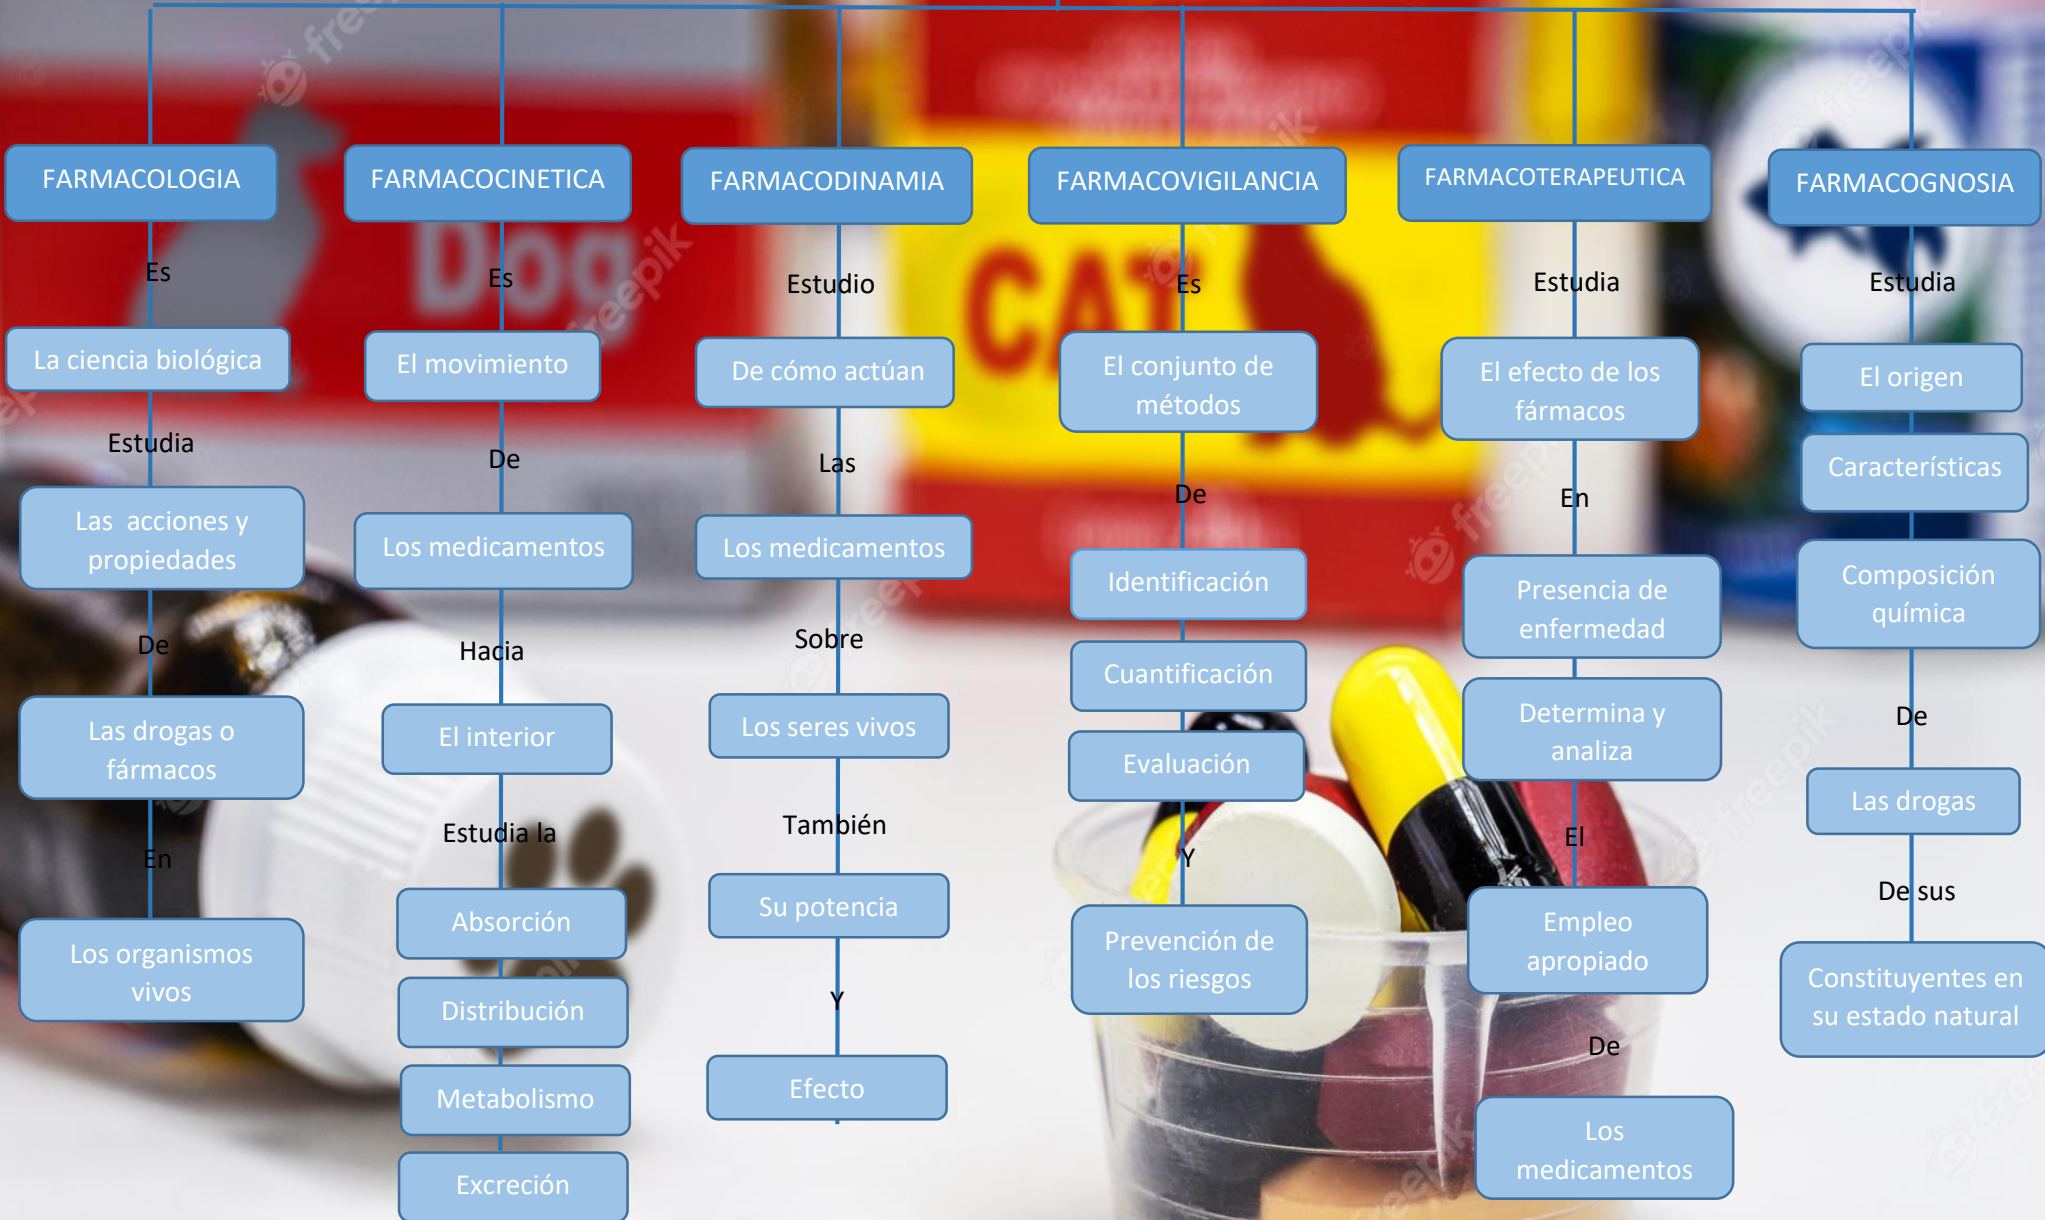 FARMACOLOGIA
Es
La ciencia biológica
Estudia
Las acciones y
propiedades
De
Las drogas o
fármacos
En
Los organismos
vivos
FARMACOCINETICA
Es
El movimiento
De
Los medicamentos
Hacia
El interior
Estudia la
Absorción
Distribución
Metabolismo
Excreción
FARMACODINAMIA
Estudio
De cómo actúan
Las
Los medicamentos
Sobre
Los seres vivos
También
Su potencia
Y
Efecto
FARMACOVIGILANCIA
Es
El conjunto de
métodos
De
Identificación
Cuantificación
Evaluación
Y
Prevención de
los riesgos
FARMACOTERAPEUTICA
Estudia
El efecto de los
fármacos
En
Presencia de
enfermedad
Determina y
analiza
El
Empleo
apropiado
De
Los
medicamentos
FARMACOGNOSIA
Estudia
El origen
Características
Composición
química
De
Las drogas
De sus
Constituyentes en
su estado natural
Dog
CAT
freepik